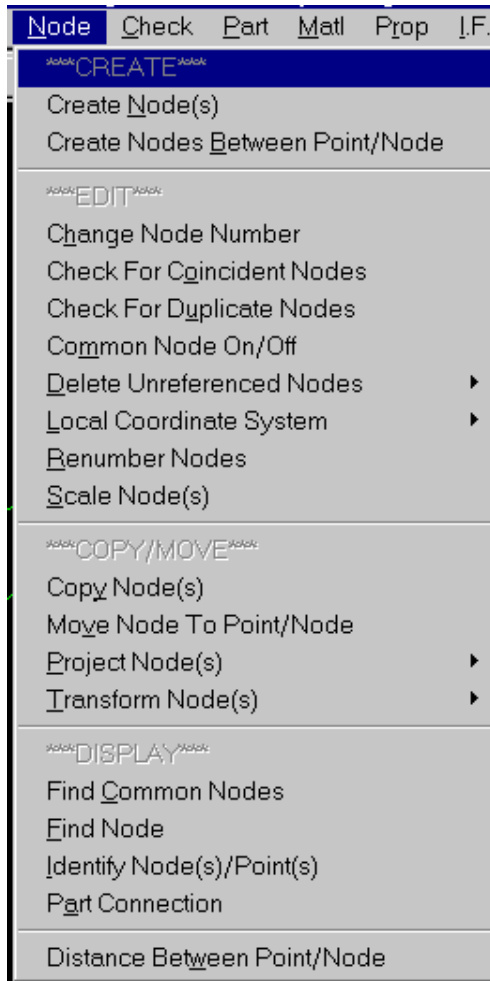 Node Check Part Matl Prop I.F.
***CREATE***
Create Node(s)
Create Nodes Between Point/Node
***EDIT***
Change Node Number
Check For Coincident Nodes
Check For Duplicate Nodes
Common Node On/Off
Delete Unreferenced Nodes
Local Coordinate System
Renumber Nodes
Scale Node(s)
***COPY/MOVE***
Copy Node(s)
Move Node To Point/Node
Project Node(s)
Transform Node(s)
***DISPLAY***
Find Common Nodes
Find Node
Identify Node(s)/Point(s)
Part Connection
Distance Between Point/Node